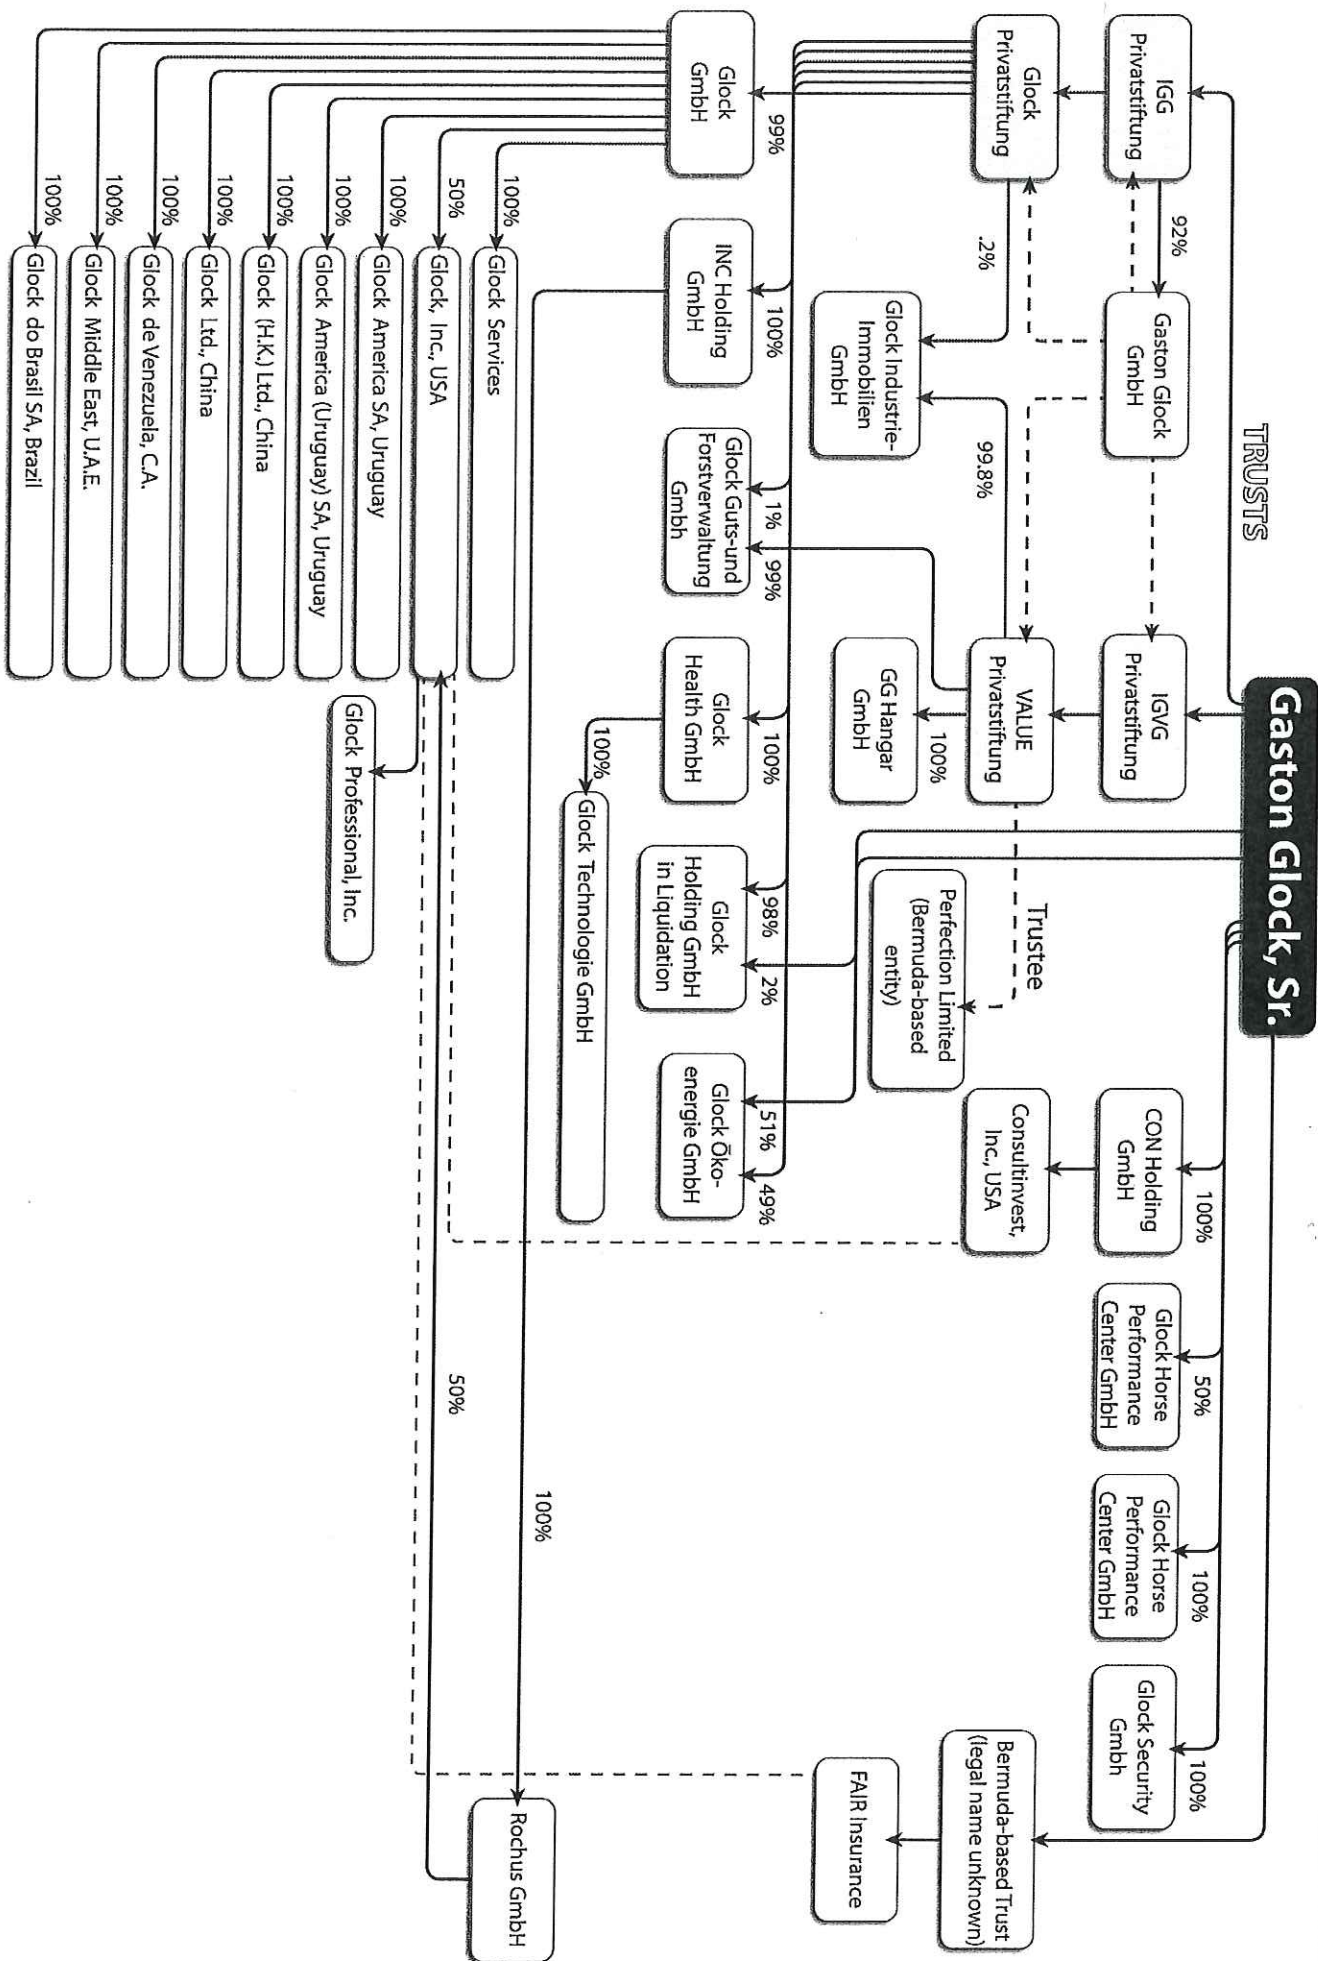 Gaston Glock, Sr.
TRUSTS
IGG
Privatstiftung
92%
Gaston Glock
GmbH
IGVG
Privatstiftung
CON Holding
GmbH
100%
Glock Horse
Performance
Center GmbH
50%
Glock Horse
Performance
Center GmbH
100%
Glock Security
Gmbh
100%
Glock
Privatstiftung
.2%
99.8%
VALUE
Privatstiftung
Trustee
Consultinvest,
Inc., USA
Bermuda-based Trust
(legal name unknown)
Glock Industrie-
Immobilien
GmbH
GG Hangar
GmbH
100%
Perfection Limited
(Bermuda-based
entity)
FAIR Insurance
99%
100%
1%
99%
100%
98%
2%
51%
49%
Glock
GmbH
INC Holding
GmbH
Glock Guts-und
Forstverwaltung
Gmbh
Glock
Health GmbH
Glock
Holding GmbH
in Liquidation
Glock Öko-
energie GmbH
100%
Glock Technologie GmbH
100%
Rochus GmbH
50%
100%
Glock Services
50%
Glock, Inc., USA
Glock Professional, Inc.
100%
Glock America SA, Uruguay
100%
Glock America (Uruguay) SA, Uruguay
100%
Glock (H.K.) Ltd., China
100%
Glock Ltd., China
100%
Glock de Venezuela, C.A.
100%
Glock Middle East, U.A.E.
100%
Glock do Brasil SA, Brazil